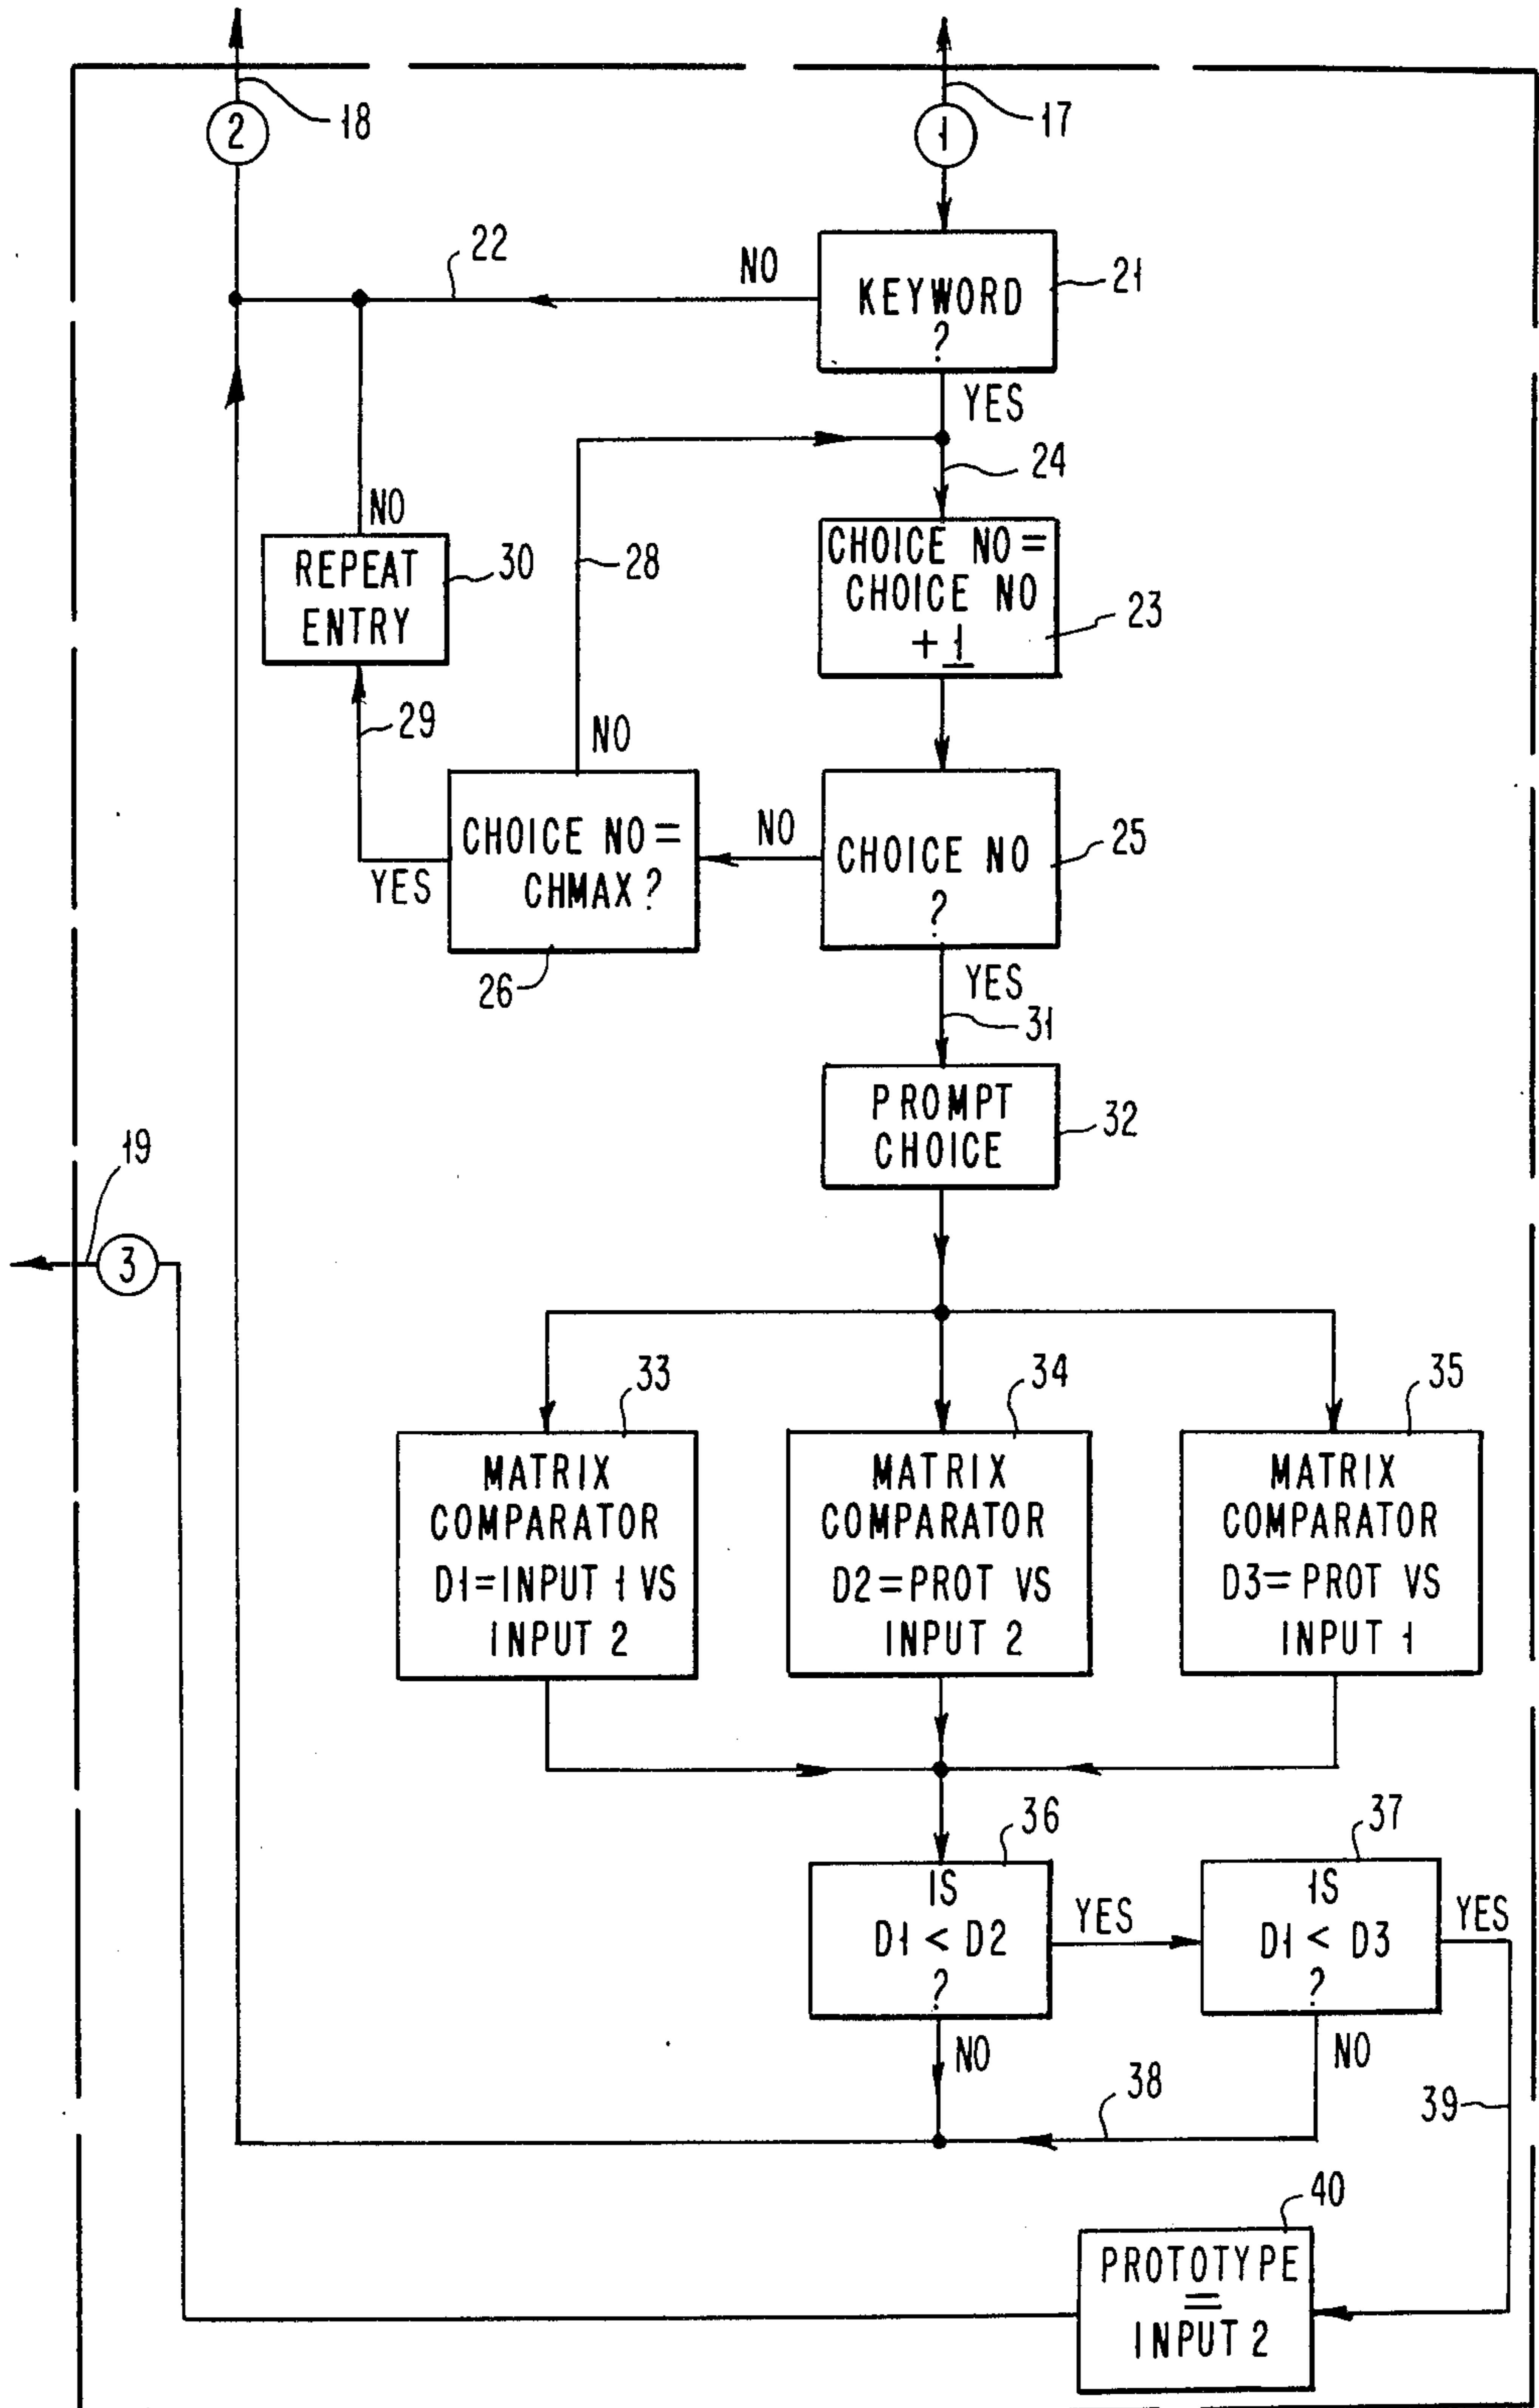 18
17
2
1
22
NO
KEYWORD
?
21
YES
24
NO
REPEAT
ENTRY
30
28
CHOICE NO =
CHOICE NO
+ 1
23
29
NO
YES
CHOICE NO =
CHMAX ?
26
NO
CHOICE NO
?
25
YES
31
PROMPT
CHOICE
32
19
3
33
MATRIX
COMPARATOR
D1=INPUT 1 VS
INPUT 2
34
MATRIX
COMPARATOR
D2=PROT VS
INPUT 2
35
MATRIX
COMPARATOR
D3=PROT VS
INPUT 1
36
IS
D1 < D2
?
YES
NO
37
IS
D1 < D3
?
YES
NO
38
39
40
PROTOTYPE
=
INPUT 2